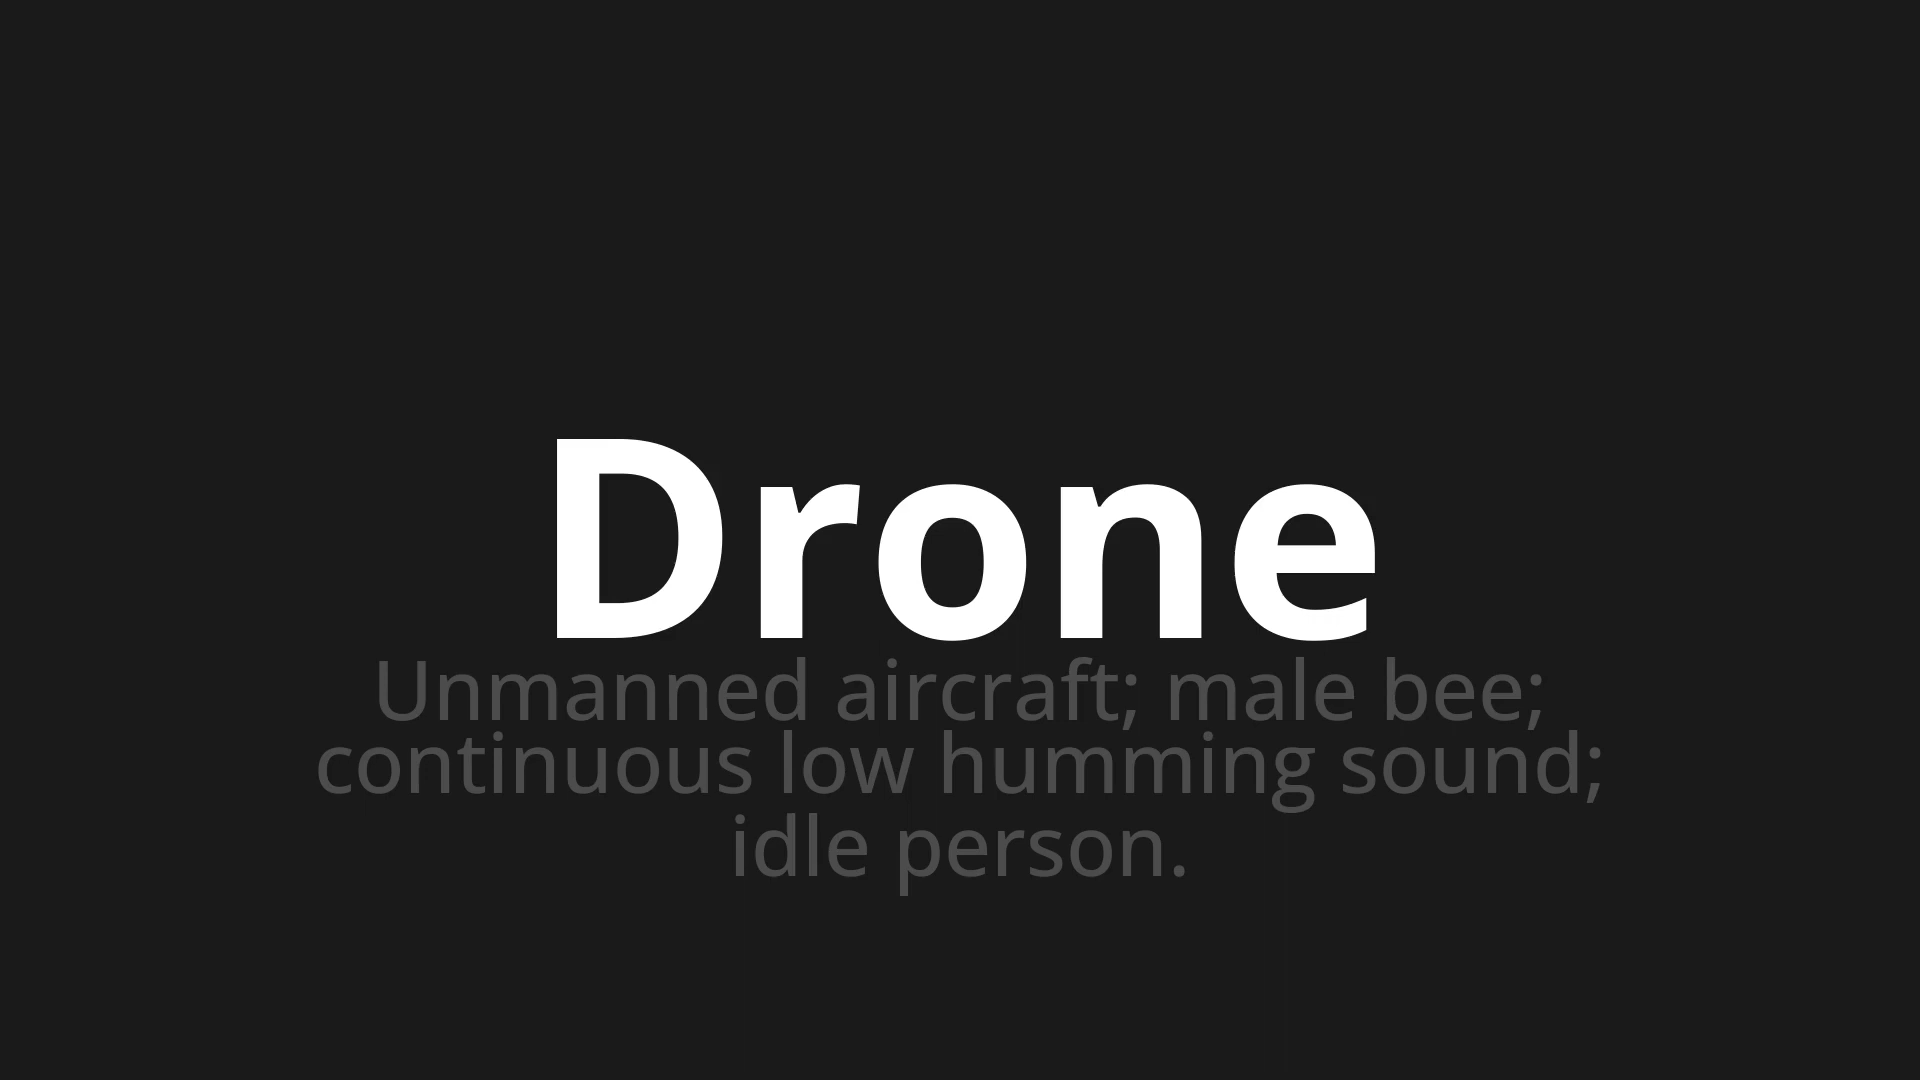 Drone
Unmanned aircraft; male bee;
continuous low humming sound;
idle person.